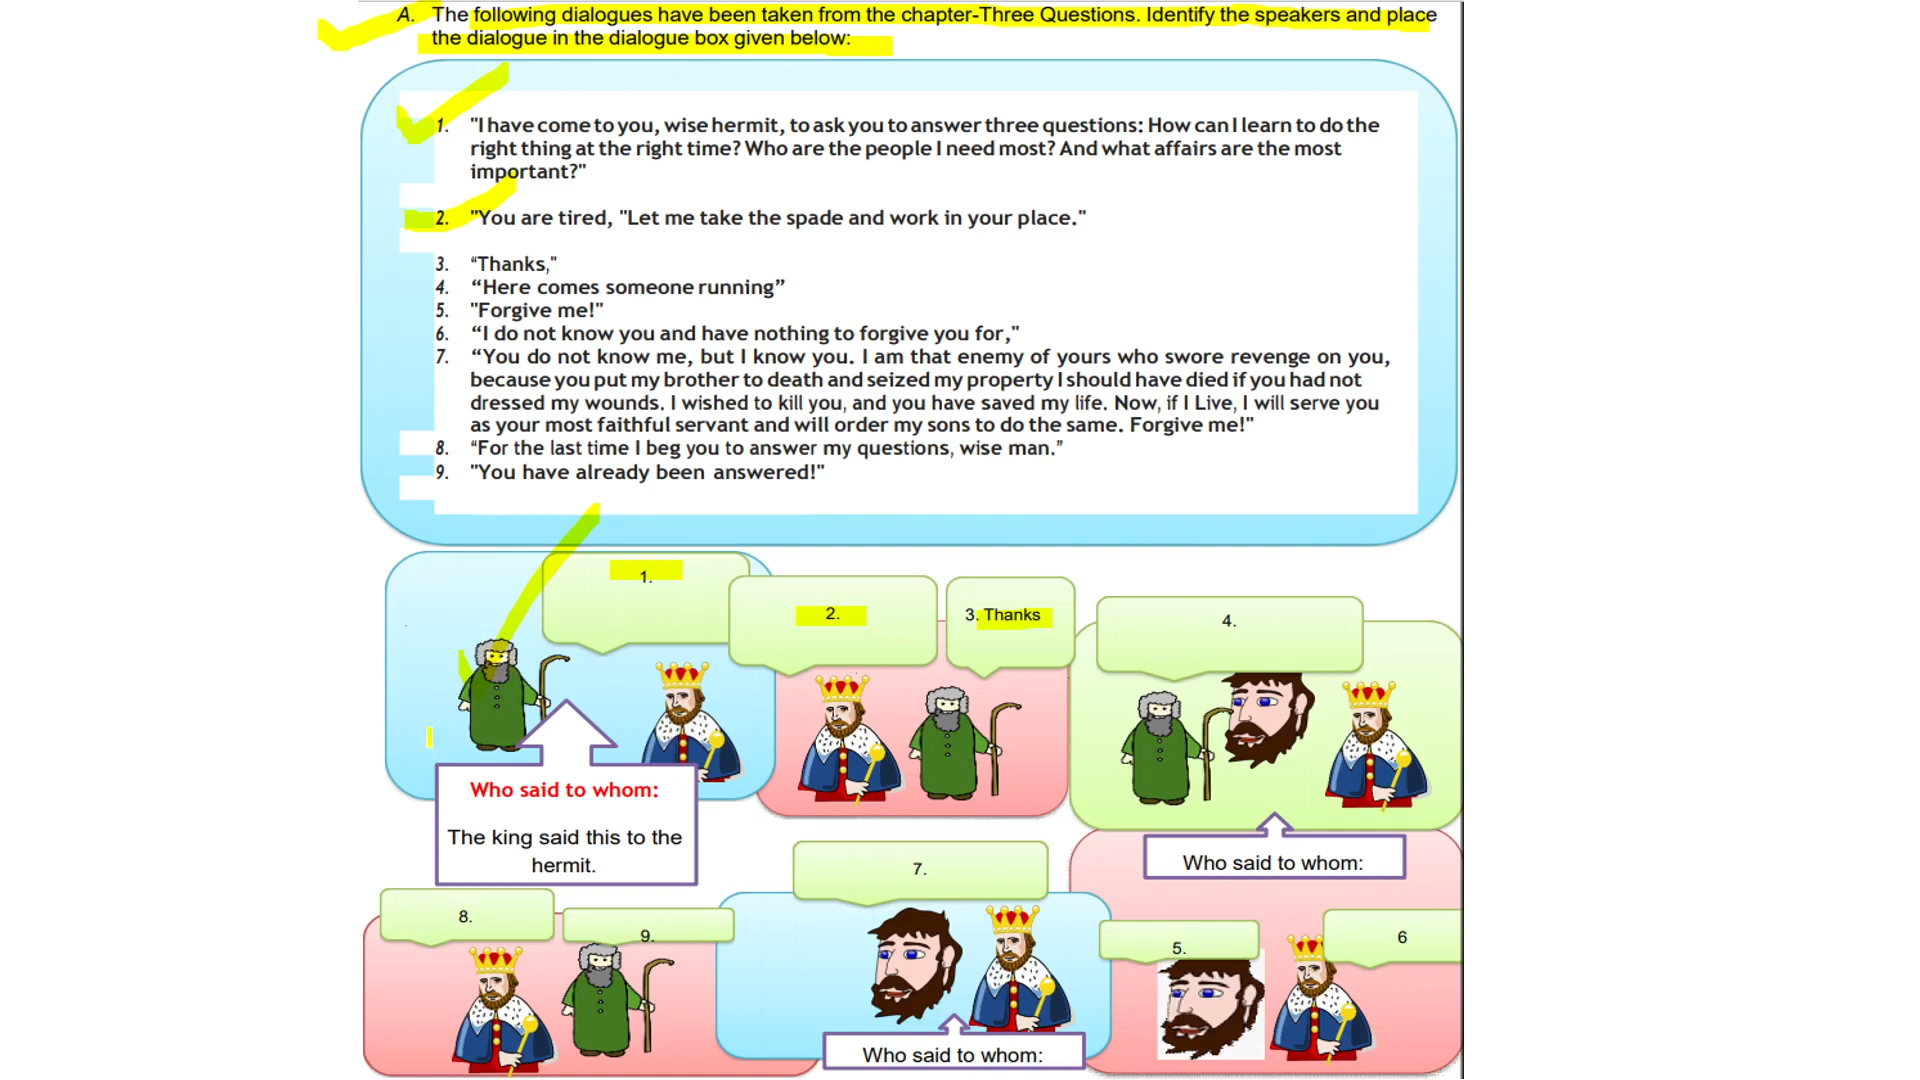 A. The following dialogues have been taken from the chapter-Three Questions. Identify the speakers and place
the dialogue in the dialogue box given below:
1. "I have come to you, wise hermit, to ask you to answer three questions: How can I learn to do the
right thing at the right time? Who are the people I need most? And what affairs are the most
important?"
2. "You are tired, "Let me take the spade and work in your place."
3. “Thanks,"
4. “Here comes someone running”
5. "Forgive me!"
6. “I do not know you and have nothing to forgive you for,"
7. “You do not know me, but I know you. I am that enemy of yours who swore revenge on you,
because you put my brother to death and seized my property I should have died if you had not
dressed my wounds. I wished to kill you, and you have saved my life. Now, if I Live, I will serve you
as your most faithful servant and will order my sons to do the same. Forgive me!"
8. “For the last time I beg you to answer my questions, wise man.”
9. "You have already been answered!"
1.
2.
3. Thanks
4.
Who said to whom:
The king said this to the
hermit.
Who said to whom:
7.
8.
9.
5.
6
Who said to whom: